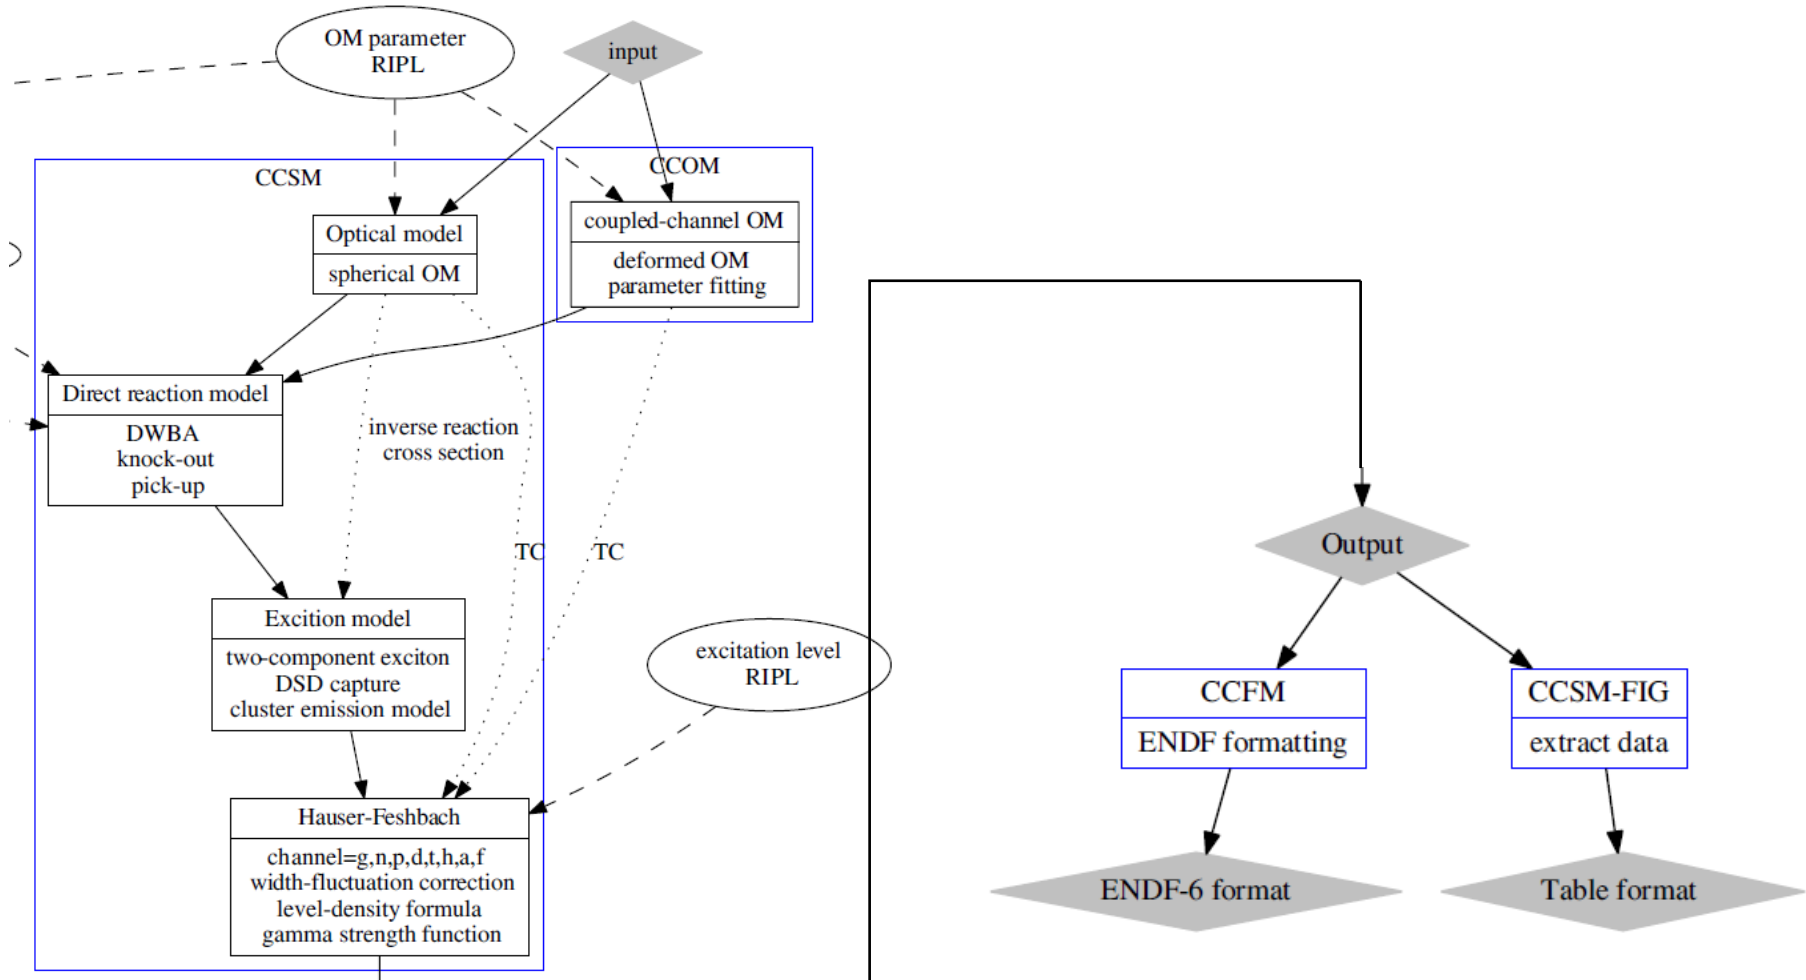 OM parameter
RIPL
input
CCSM
CCOM
Optical model
spherical OM
coupled-channel OM
deformed OM
parameter fitting
Direct reaction model
DWBA
knock-out
pick-up
inverse reaction
cross section
TC
TC
Excition model
two-component exciton
DSD capture
cluster emission model
excitation level
RIPL
Hauser-Feshbach
channel=g,n,p,d,t,h,a,f
width-fluctuation correction
level-density formula
gamma strength function
Output
CCFM
ENDF formatting
CCSM-FIG
extract data
ENDF-6 format
Table format